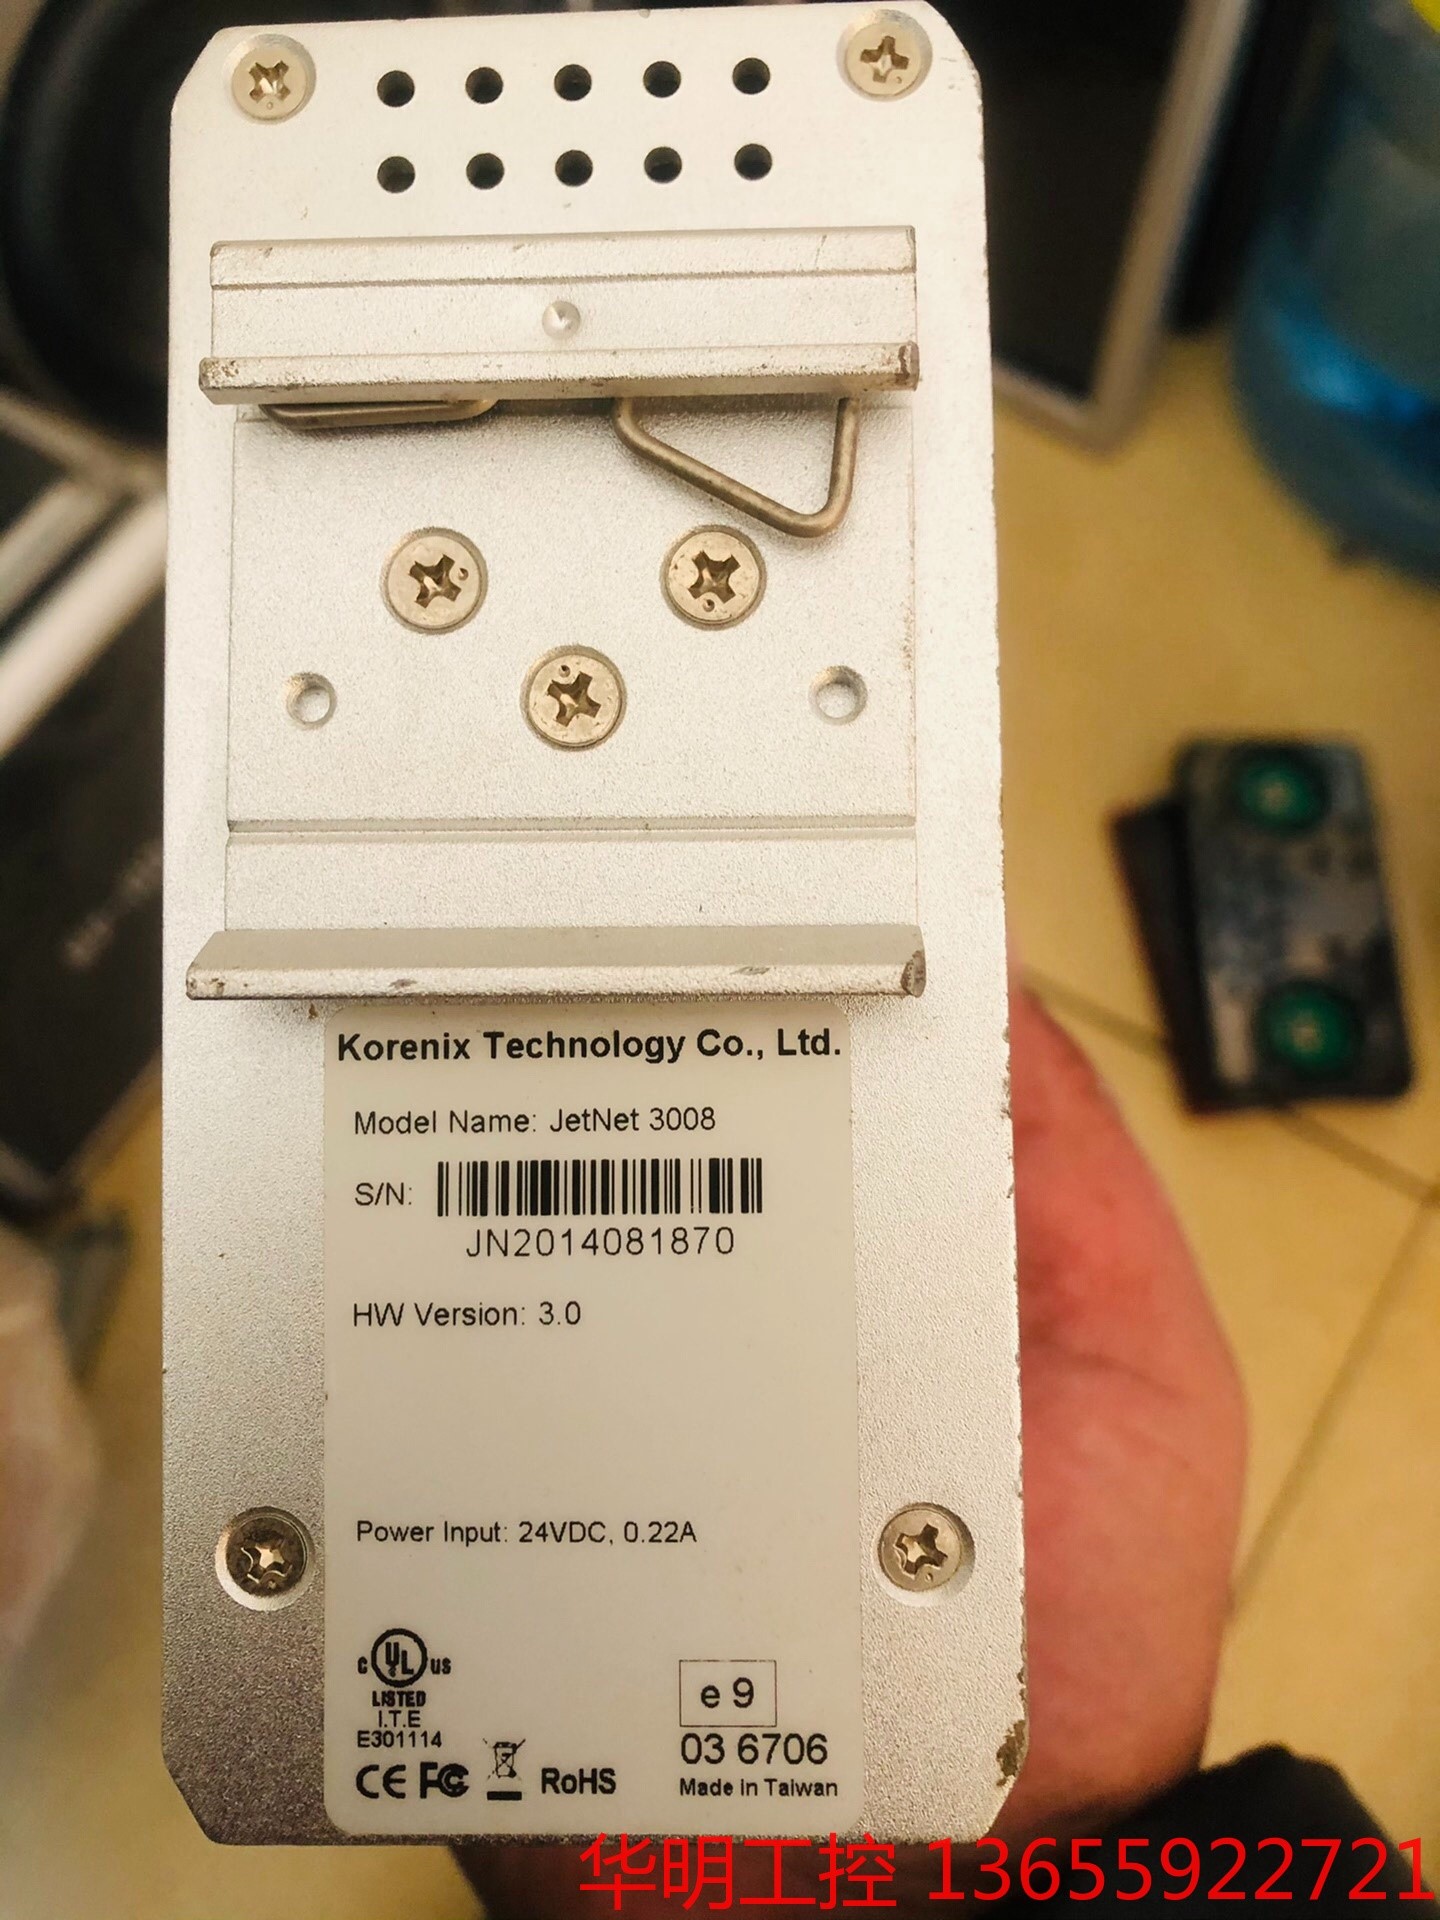 Korenix Technology Co., Ltd.
Model Name: JetNet 3008
S/N:
JN2014081870
HW Version: 3.0
Power Input: 24VDC, 0.22A
c UL us
LISTED
I.T.E
E301114
CE FC RoHS
e 9
03 6706
Made in Taiwan
华明工控 13655922721